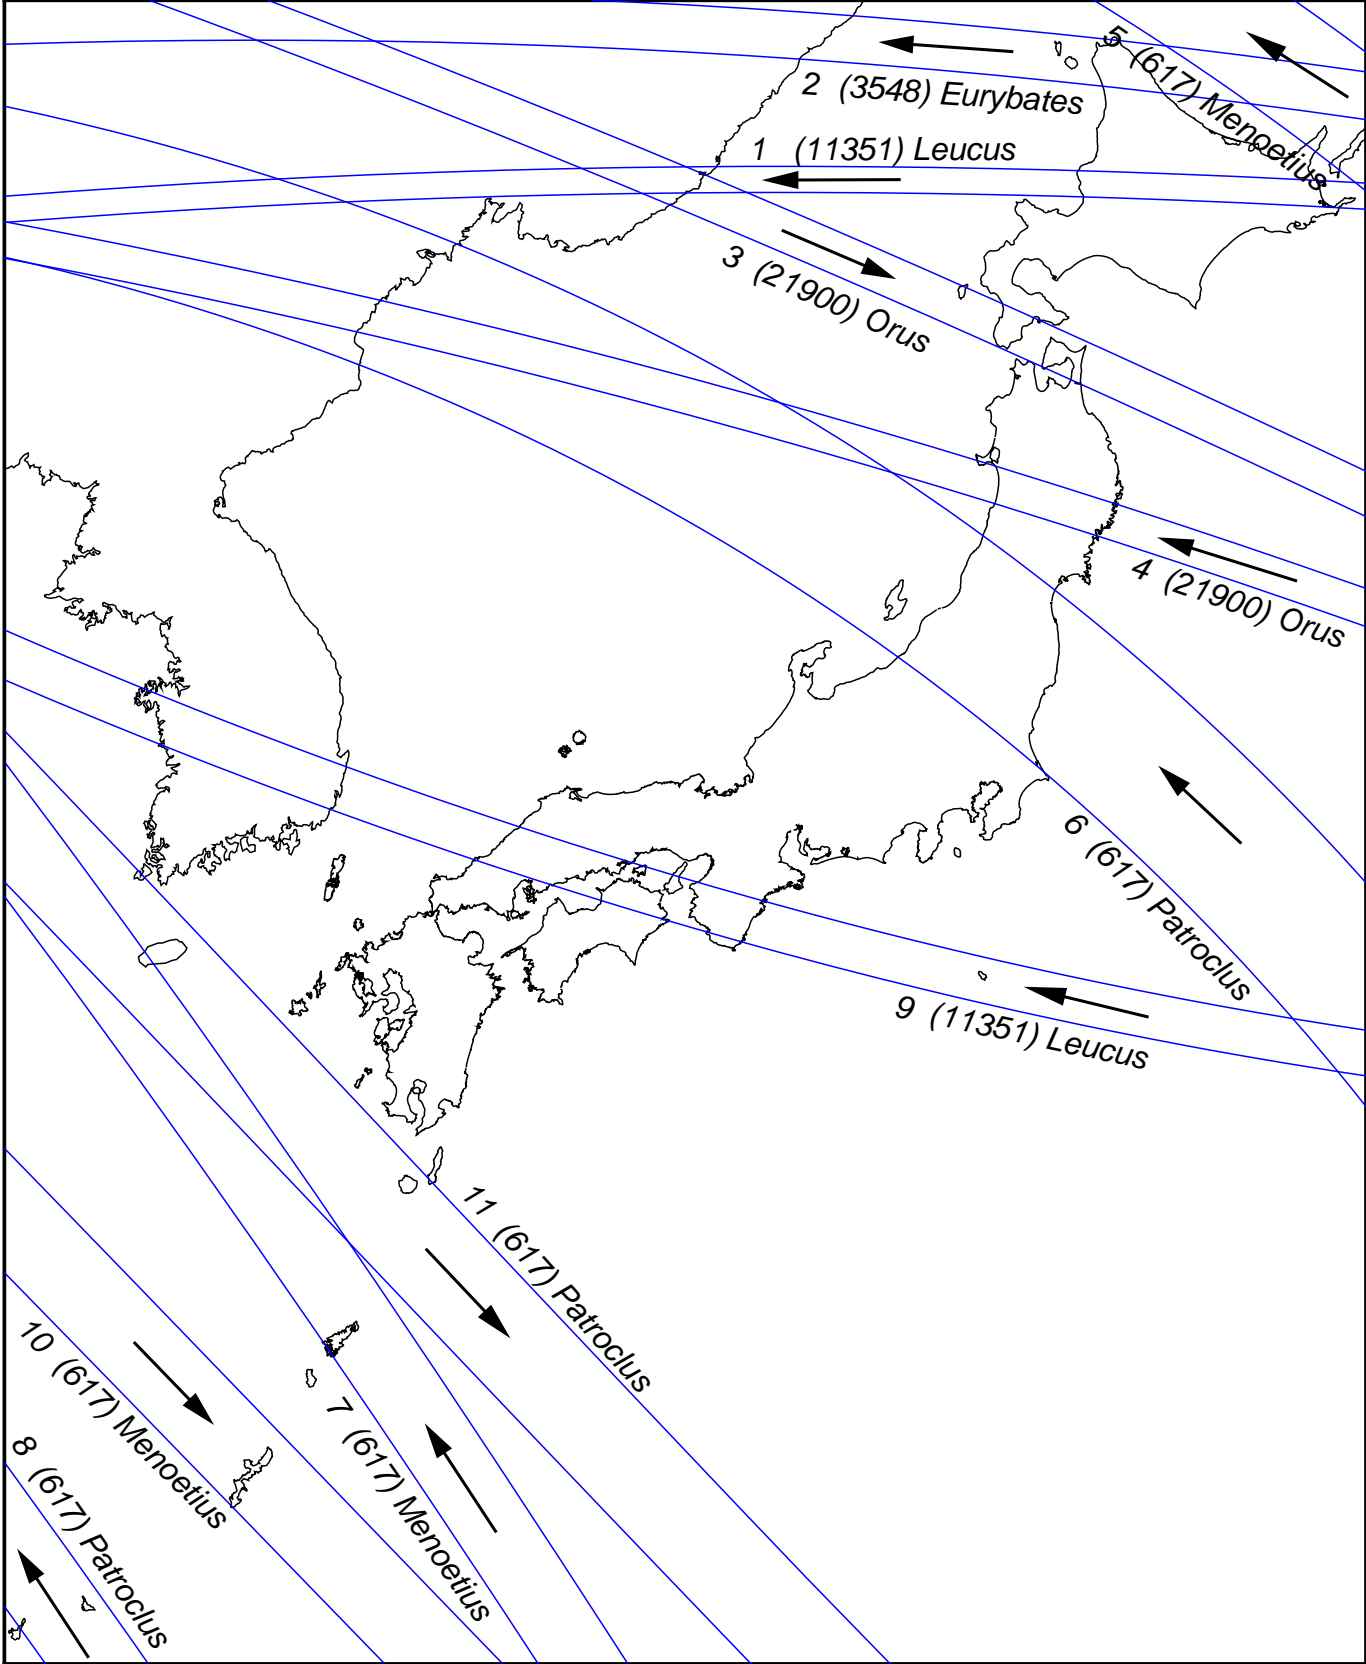 5 (617) Menoetius
2 (3548) Eurybates
1 (11351) Leucus
3 (21900) Orus
4 (21900) Orus
6 (617) Patroclus
9 (11351) Leucus
11 (617) Patroclus
10 (617) Menoetius
7 (617) Menoetius
8 (617) Patroclus